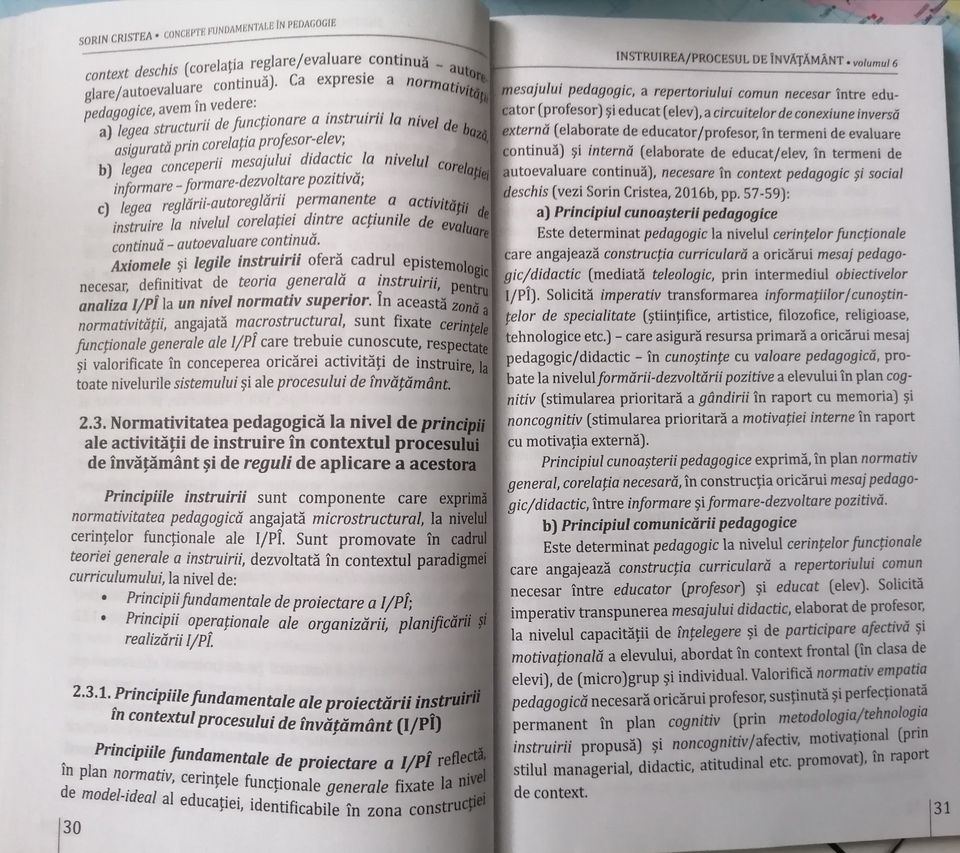 SORIN CRISTEA • CONCEPTE FUNDAMENTALE ÎN PEDAGOGIE
context deschis (corelația reglare/evaluare continuă – autore-
glare/autoevaluare continuă). Ca expresie a normativității
pedagogice, avem în vedere:
a) legea structurii de funcționare a instruirii la nivel de bază,
asigurată prin corelația profesor-elev;
b) legea conceperii mesajului didactic la nivelul corelației
informare – formare-dezvoltare pozitivă;
c) legea reglării-autoreglării permanente a activității de
instruire la nivelul corelației dintre acțiunile de evaluare
continuă – autoevaluare continuă.
Axiomele și legile instruirii oferă cadrul epistemologic
necesar, definitivat de teoria generală a instruirii, pentru
analiza I/PÎ la un nivel normativ superior. În această zonă a
normativității, angajată macrostructural, sunt fixate cerințele
funcționale generale ale I/PÎ care trebuie cunoscute, respectate
și valorificate în conceperea oricărei activități de instruire, la
toate nivelurile sistemului și ale procesului de învățământ.
2.3. Normativitatea pedagogică la nivel de principii
ale activității de instruire în contextul procesului
de învățământ și de reguli de aplicare a acestora
Principiile instruirii sunt componente care exprimă
normativitatea pedagogică angajată microstructural, la nivelul
cerințelor funcționale ale I/PÎ. Sunt promovate în cadrul
teoriei generale a instruirii, dezvoltată în contextul paradigmei
curriculumului, la nivel de:
• Principii fundamentale de proiectare a I/PÎ;
• Principii operaționale ale organizării, planificării și
realizării I/PÎ.
2.3.1. Principiile fundamentale ale proiectării instruirii
în contextul procesului de învățământ (I/PÎ)
Principiile fundamentale de proiectare a I/PÎ reflectă,
în plan normativ, cerințele funcționale generale fixate la nivel
de model-ideal al educației, identificabile în zona construcției
30
INSTRUIREA/PROCESUL DE ÎNVĂȚĂMÂNT • volumul 6
mesajului pedagogic, a repertoriului comun necesar între edu-
cator (profesor) și educat (elev), a circuitelor de conexiune inversă
externă (elaborate de educator/profesor, în termeni de evaluare
continuă) și internă (elaborate de educat/elev, în termeni de
autoevaluare continuă), necesare în context pedagogic și social
deschis (vezi Sorin Cristea, 2016b, pp. 57-59):
a) Principiul cunoașterii pedagogice
Este determinat pedagogic la nivelul cerințelor funcționale
care angajează construcția curriculară a oricărui mesaj pedago-
gic/didactic (mediată teleologic, prin intermediul obiectivelor
I/PÎ). Solicită imperativ transformarea informațiilor/cunoștin-
țelor de specialitate (științifice, artistice, filozofice, religioase,
tehnologice etc.) – care asigură resursa primară a oricărui mesaj
pedagogic/didactic – în cunoștințe cu valoare pedagogică, pro-
bate la nivelul formării-dezvoltării pozitive a elevului în plan cog-
nitiv (stimularea prioritară a gândirii în raport cu memoria) și
noncognitiv (stimularea prioritară a motivației interne în raport
cu motivația externă).
Principiul cunoașterii pedagogice exprimă, în plan normativ
general, corelația necesară, în construcția oricărui mesaj pedago-
gic/didactic, între informare și formare-dezvoltare pozitivă.
b) Principiul comunicării pedagogice
Este determinat pedagogic la nivelul cerințelor funcționale
care angajează construcția curriculară a repertoriului comun
necesar între educator (profesor) și educat (elev). Solicită
imperativ transpunerea mesajului didactic, elaborat de profesor,
la nivelul capacității de înțelegere și de participare afectivă și
motivațională a elevului, abordat în context frontal (în clasa de
elevi), de (micro)grup și individual. Valorifică normativ empatia
pedagogică necesară oricărui profesor, susținută și perfecționată
permanent în plan cognitiv (prin metodologia/tehnologia
instruirii propusă) și noncognitiv/afectiv, motivațional (prin
stilul managerial, didactic, atitudinal etc. promovat), în raport
de context.
31